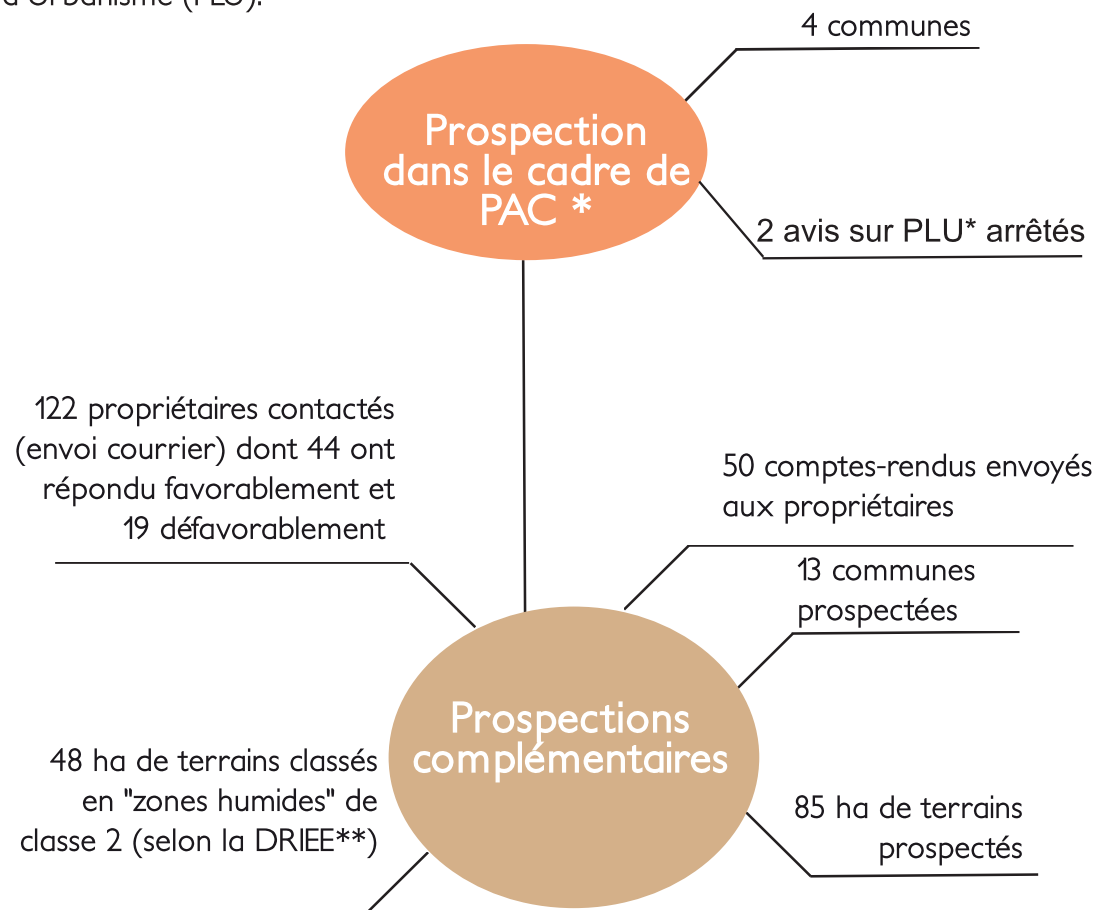 d'Urbanisme (PLU).
4 communes
Prospection
dans le cadre de
PAC *
2 avis sur PLU* arrêtés
122 propriétaires contactés
(envoi courrier) dont 44 ont
répondu favorablement et
19 défavorablement
50 comptes-rendus envoyés
aux propriétaires
13 communes
prospectées
Prospections
complémentaires
48 ha de terrains classés
en "zones humides" de
classe 2 (selon la DRIEE**)
85 ha de terrains
prospectés